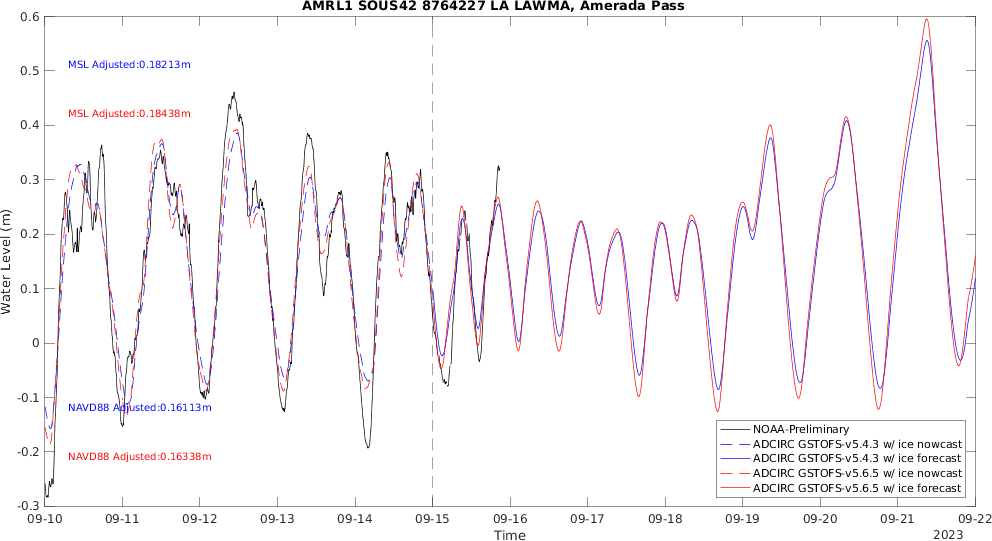 AMRL1 SOUS42 8764227 LA LAWMA, Amerada Pass
0.6
0.5
0.4
0.3
0.2
0.1
0
-0.1
-0.2
-0.3
Water Level (m)
MSL Adjusted:0.18213m
MSL Adjusted:0.18438m
NAVD88 Adjusted:0.16113m
NAVD88 Adjusted:0.16338m
NOAA-Preliminary
ADCIRC GSTOFS-v5.4.3 w/ ice nowcast
ADCIRC GSTOFS-v5.4.3 w/ ice forecast
ADCIRC GSTOFS-v5.6.5 w/ ice nowcast
ADCIRC GSTOFS-v5.6.5 w/ ice forecast
09-10 09-11 09-12 09-13 09-14 09-15 09-16 09-17 09-18 09-19 09-20 09-21 09-22
Time
2023